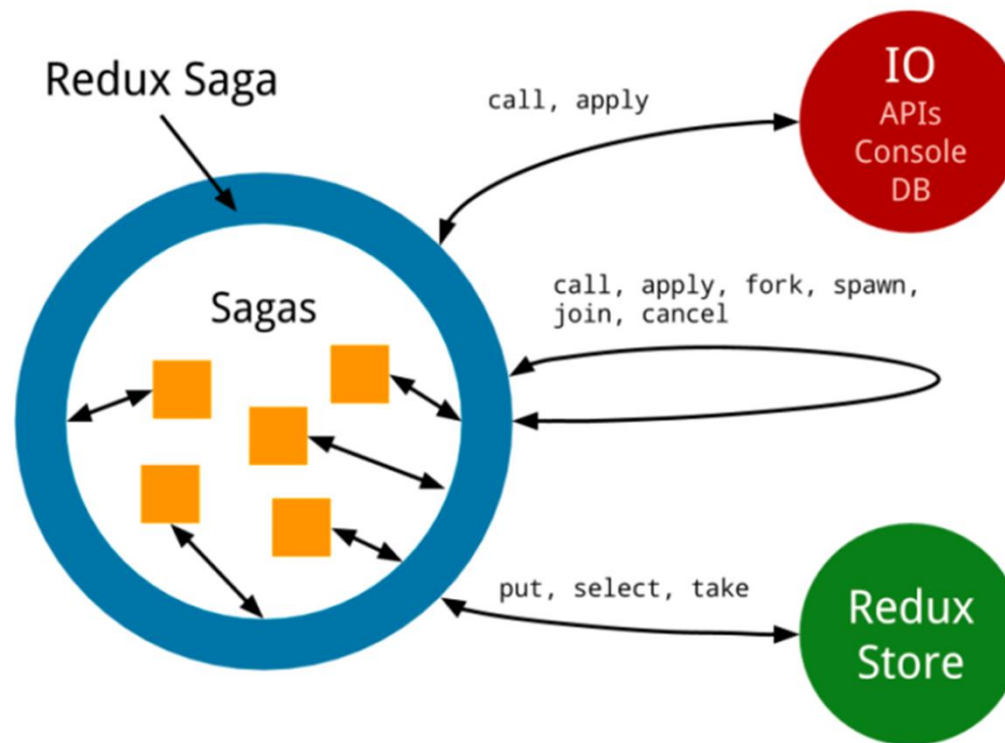 Redux Saga
call, apply
IO
APIs
Console
DB
Sagas
call, apply, fork, spawn,
join, cancel
put, select, take
Redux
Store